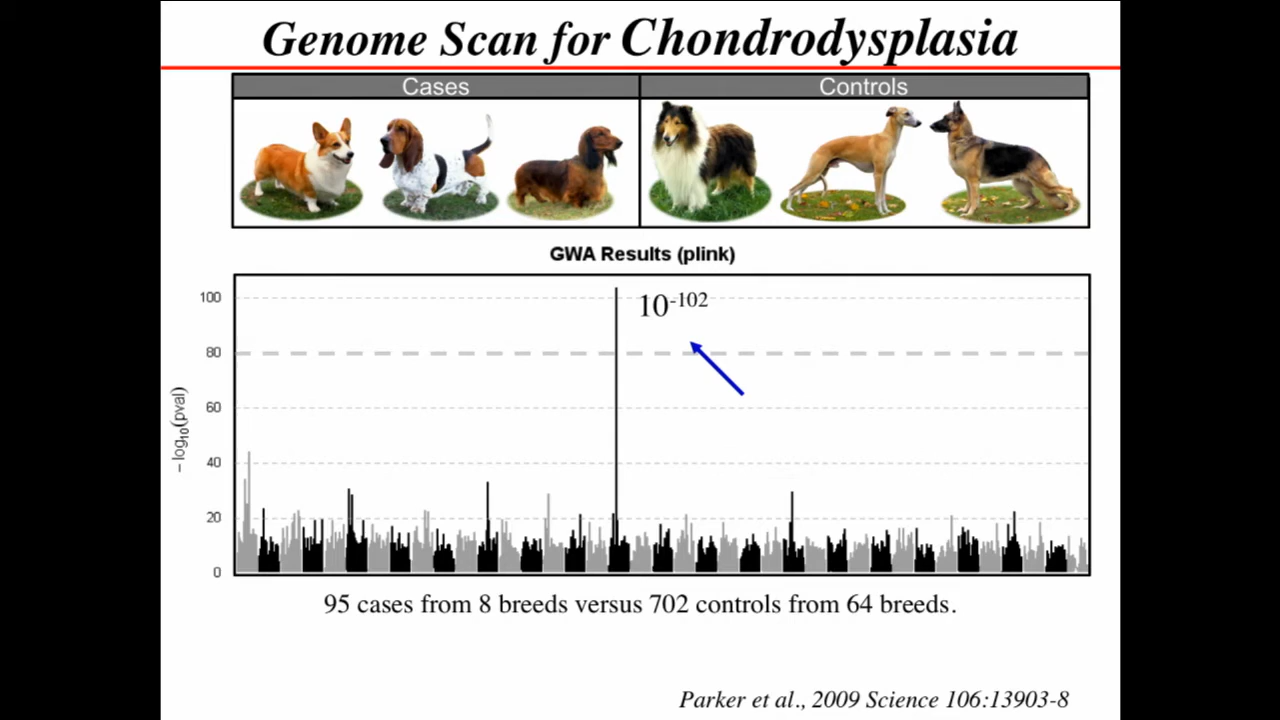 Genome Scan for Chondrodysplasia
Cases
Controls
GWA Results (plink)
100
10-102
80
60
40
20
0
−log10(pval)
95 cases from 8 breeds versus 702 controls from 64 breeds.
Parker et al., 2009 Science 106:13903-8